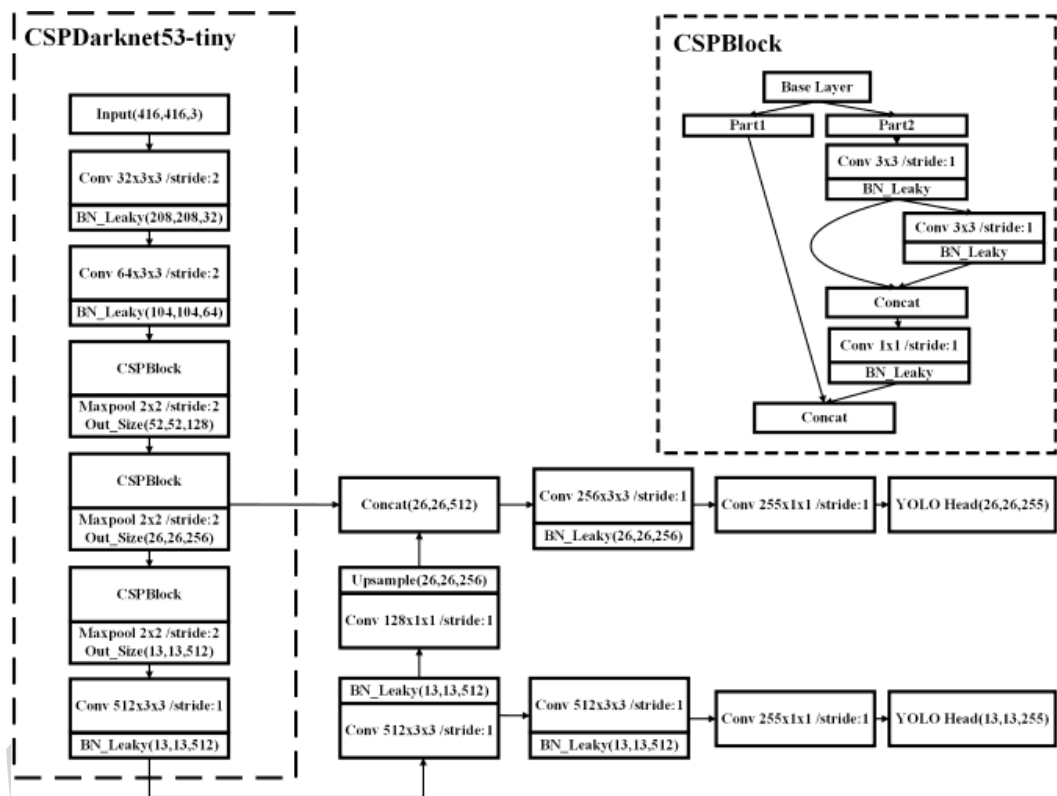 CSPDarknet53-tiny
Input(416,416,3)
Conv 32x3x3 /stride:2
BN_Leaky(208,208,32)
Conv 64x3x3 /stride:2
BN_Leaky(104,104,64)
CSPBlock
Maxpool 2x2 /stride:2
Out_Size(52,52,128)
CSPBlock
Maxpool 2x2 /stride:2
Out_Size(26,26,256)
CSPBlock
Maxpool 2x2 /stride:2
Out_Size(13,13,512)
Conv 512x3x3 /stride:1
BN_Leaky(13,13,512)
CSPBlock
Base Layer
Part1
Part2
Conv 3x3 /stride:1
BN_Leaky
Conv 3x3 /stride:1
BN_Leaky
Concat
Conv 1x1 /stride:1
BN_Leaky
Concat
Concat(26,26,512)
Conv 256x3x3 /stride:1
BN_Leaky(26,26,256)
Conv 255x1x1 /stride:1
YOLO Head(26,26,255)
Upsample(26,26,256)
Conv 128x1x1 /stride:1
BN_Leaky(13,13,512)
Conv 512x3x3 /stride:1
Conv 512x3x3 /stride:1
BN_Leaky(13,13,512)
Conv 255x1x1 /stride:1
YOLO Head(13,13,255)